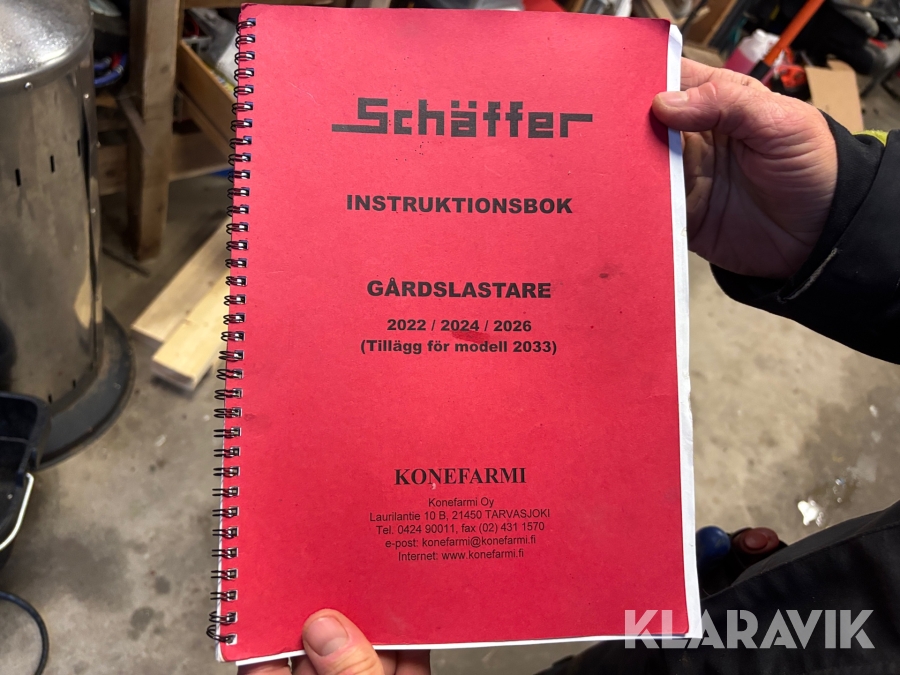 Schäffer
INSTRUKTIONSBOK
GÅRDSLASTARE
2022 / 2024 / 2026
(Tillägg för modell 2033)
KONEFARMI
Konefarmi Oy
Laurilantie 10 B, 21450 TARVASJOKI
Tel. 0424 90011, fax (02) 431 1570
e-post: konefarmi@konefarmi.fi
Internet: www.konefarmi.fi
KLARAVIK